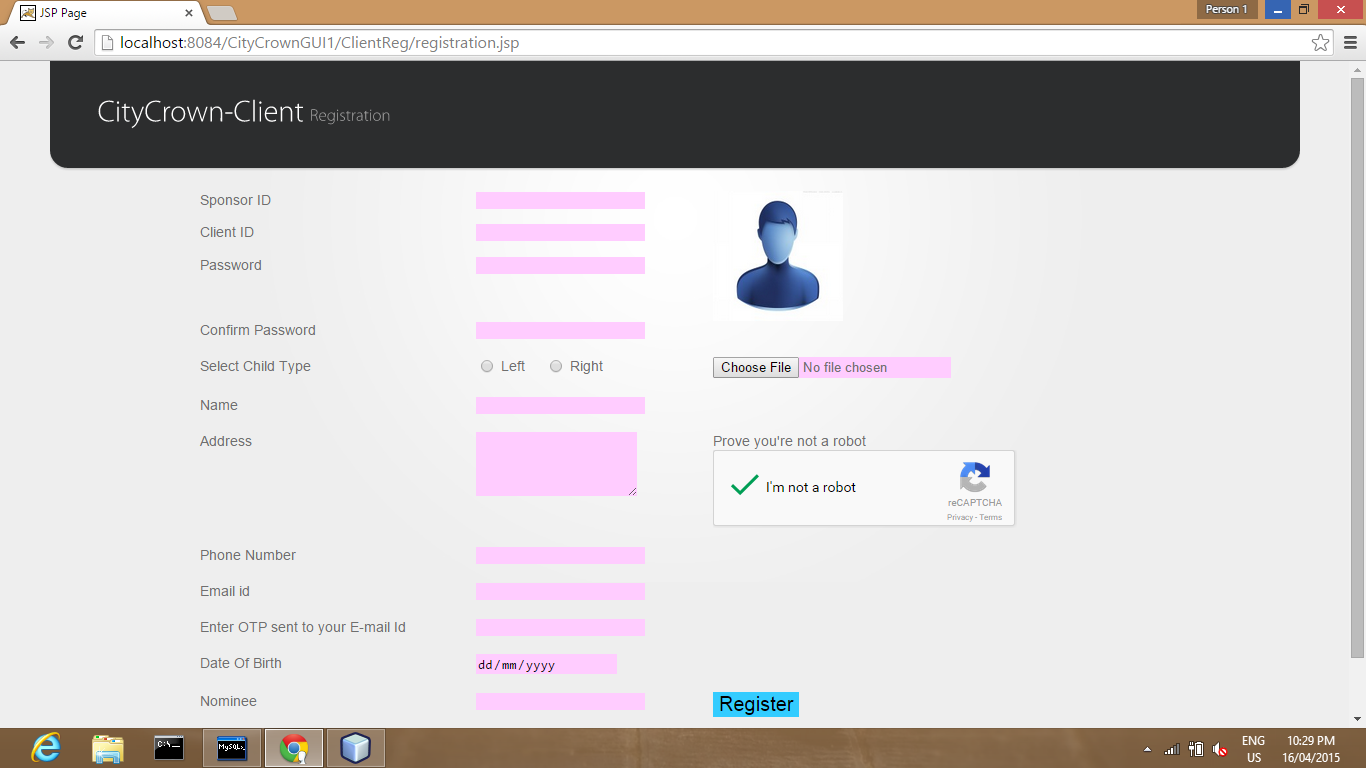 JSP Page
Person 1
localhost:8084/CityCrownGUI1/ClientReg/registration.jsp
CityCrown-Client Registration
Sponsor ID
Client ID
Password
Confirm Password
Select Child Type Left Right Choose File No file chosen
Name
Address
Prove you're not a robot
I'm not a robot
reCAPTCHA
Privacy - Terms
Phone Number
Email id
Enter OTP sent to your E-mail Id
Date Of Birth dd/mm/yyyy
Nominee Register
ENG 10:29 PM
US 16/04/2015